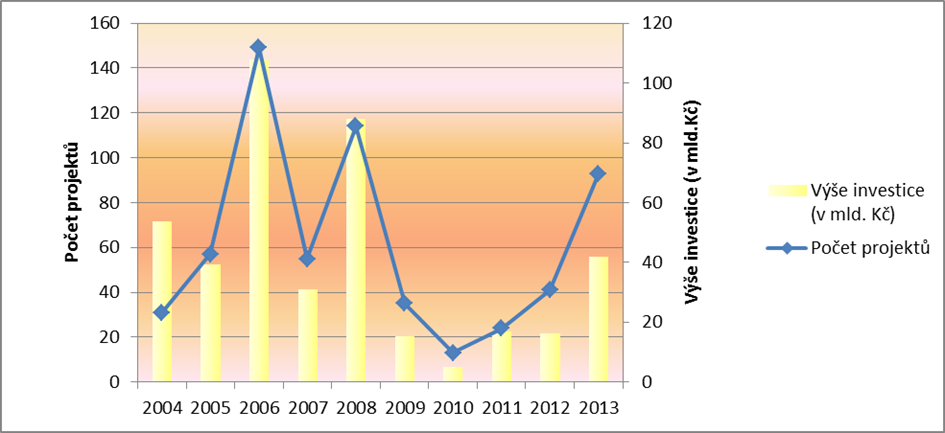 160
140
120
100
80
60
40
20
0
Počet projektů
120
100
80
60
40
20
0
Výše investice (v mld.Kč)
2004 2005 2006 2007 2008 2009 2010 2011 2012 2013
Výše investice
(v mld. Kč)
Počet projektů